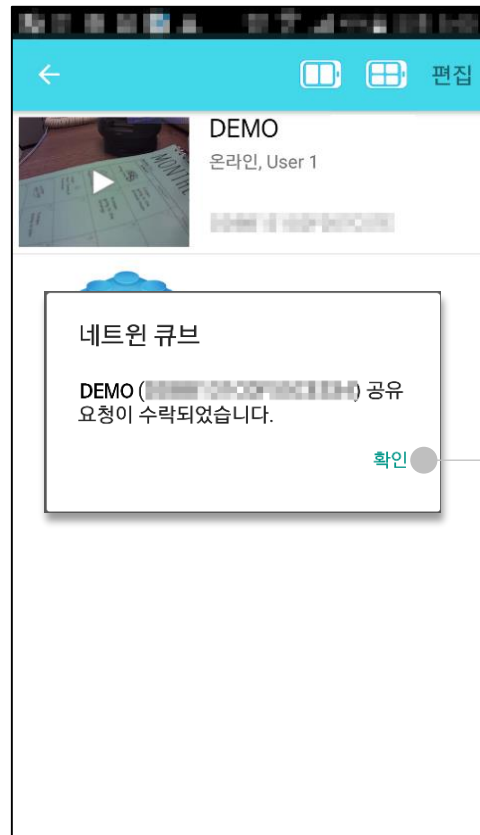 편집
DEMO
온라인, User 1
네트윈 큐브
DEMO ( ) 공유
요청이 수락되었습니다.
확인